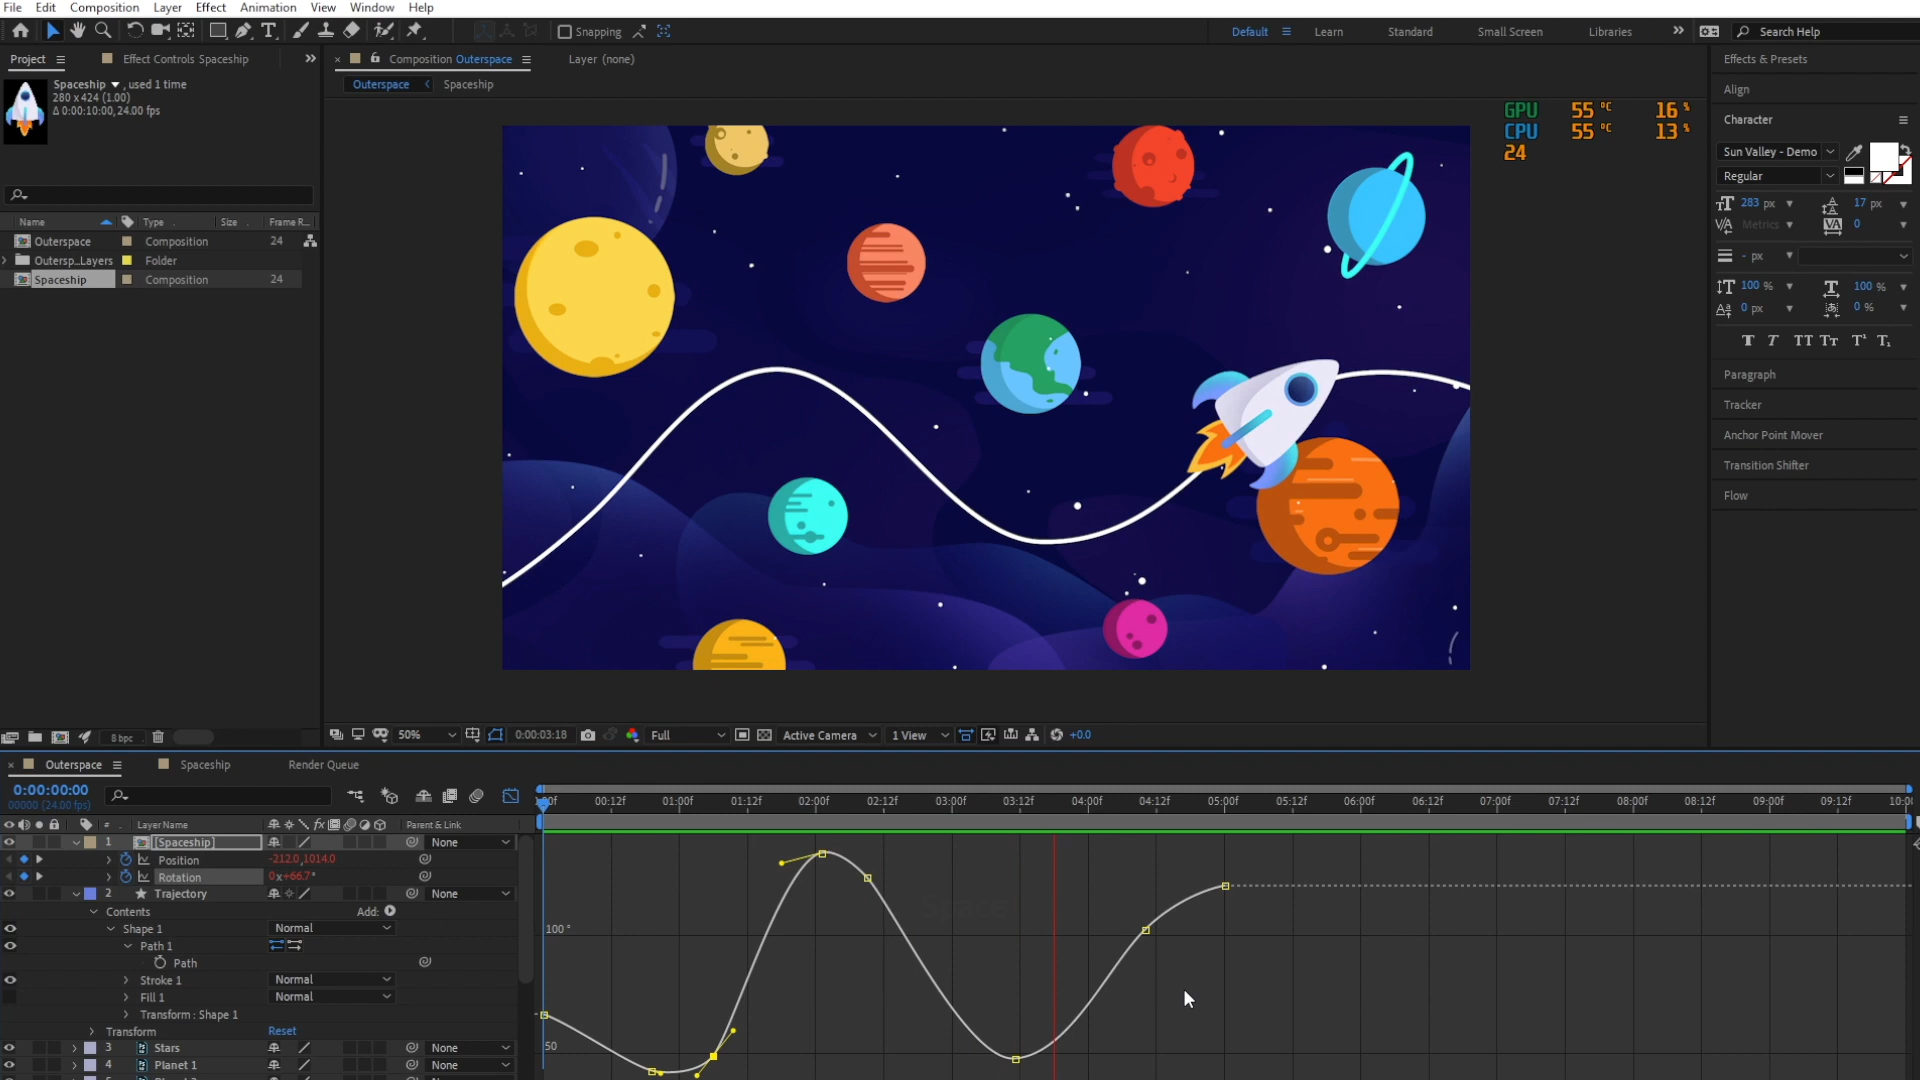 File Edit Composition Layer Effect Animation View Window Help
Snapping
Default Learn Standard Small Screen Libraries Search Help
Project Effect Controls Spaceship
Composition Outerspace Layer (none)
Outerspace Spaceship
Spaceship , used 1 time
280 x 424 (1.00)
Δ 0:00:10:00, 24.00 fps
Name Type Size Frame R...
Outerspace Composition 24
Outersp...Layers Folder
Spaceship Composition 24
8 bpc
GPU 55 °C 16 %
CPU 55 °C 13 %
24
50% 0:00:03:18 Full Active Camera 1 View +0.0
Effects & Presets
Align
Character
Sun Valley - Demo
Regular
283 px 17 px
Metrics 0
- px
100 % 100 %
0 px 0 %
T T TT Tт T¹ T₁
Paragraph
Tracker
Anchor Point Mover
Transition Shifter
Flow
Outerspace Spaceship Render Queue
0:00:00:00
00000 (24.00 fps)
# Layer Name fx Parent & Link
1 [Spaceship] None
Position -212.0,1014.0
Rotation 0x+66.7°
2 Trajectory None
Contents Add:
Shape 1 Normal
Path 1
Path
Stroke 1 Normal
Fill 1 Normal
Transform : Shape 1
Transform Reset
3 Stars None
4 Planet 1 None
00:12f 01:00f 01:12f 02:00f 02:12f 03:00f 03:12f 04:00f 04:12f 05:00f 05:12f 06:00f 06:12f 07:00f 07:12f 08:00f 08:12f 09:00f 09:12f
100 °
50